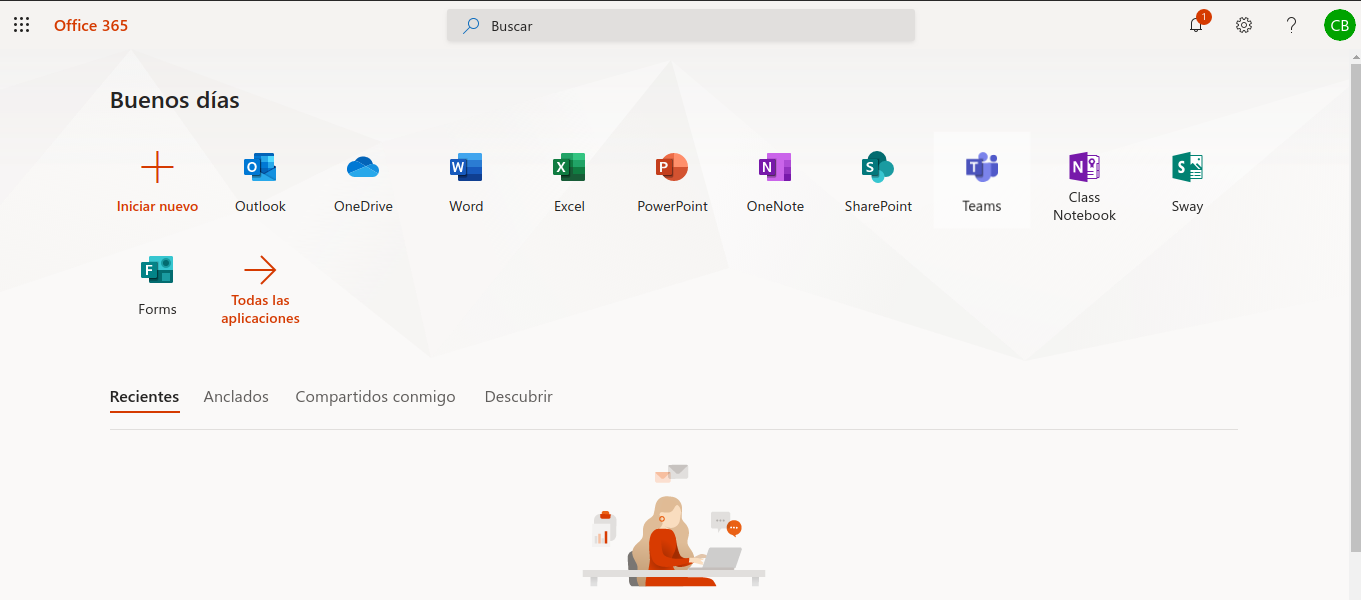 Office 365
Buscar
1
CB
Buenos días
Iniciar nuevo
Outlook
OneDrive
Word
Excel
PowerPoint
OneNote
SharePoint
Teams
Class
Notebook
Sway
Forms
Todas las
aplicaciones
Recientes Anclados Compartidos conmigo Descubrir